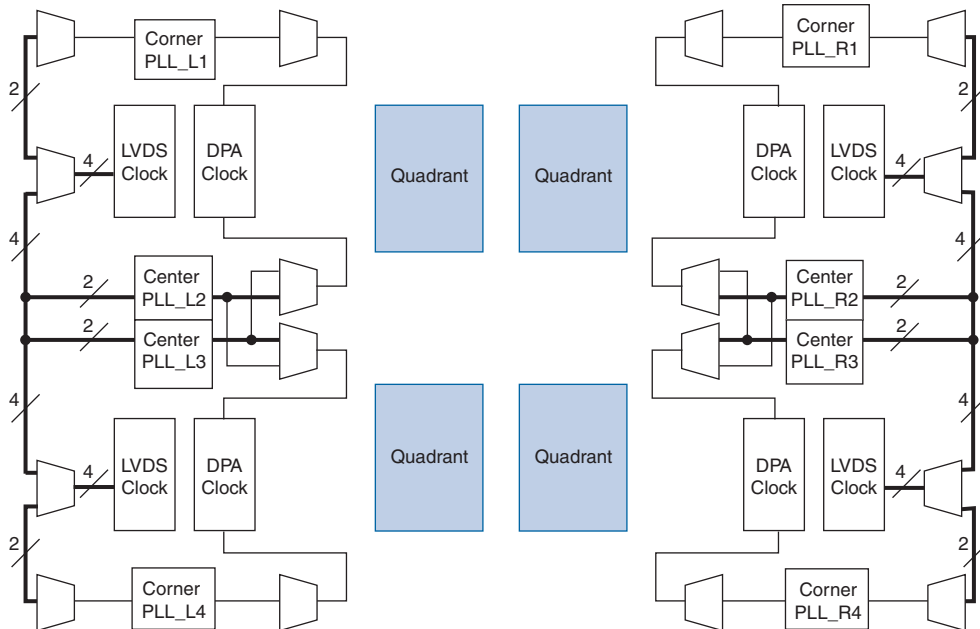 Corner
PLL_L1
Corner
PLL_R1
2
2
4
LVDS
Clock
DPA
Clock
Quadrant
Quadrant
DPA
Clock
LVDS
Clock
4
4
4
2
Center
PLL_L2
Center
PLL_R2
2
2
Center
PLL_L3
Center
PLL_R3
2
4
4
4
LVDS
Clock
DPA
Clock
Quadrant
Quadrant
DPA
Clock
LVDS
Clock
4
2
2
Corner
PLL_L4
Corner
PLL_R4